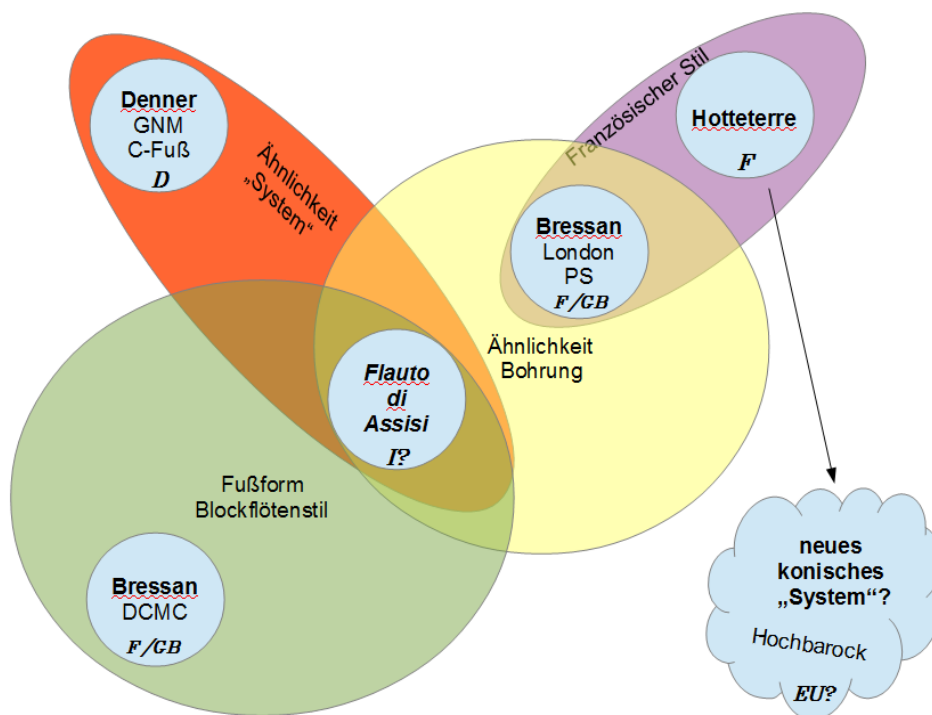 Denner
GNM
C-Fuß
D
Ähnlichkeit
„System“
Französischer Stil
Hotteterre
F
Bressan
London
PS
F/GB
Ähnlichkeit
Bohrung
Flauto
di
Assisi
I?
Fußform
Blockflötenstil
Bressan
DCMC
F/GB
neues
konisches
„System“?
Hochbarock
EU?